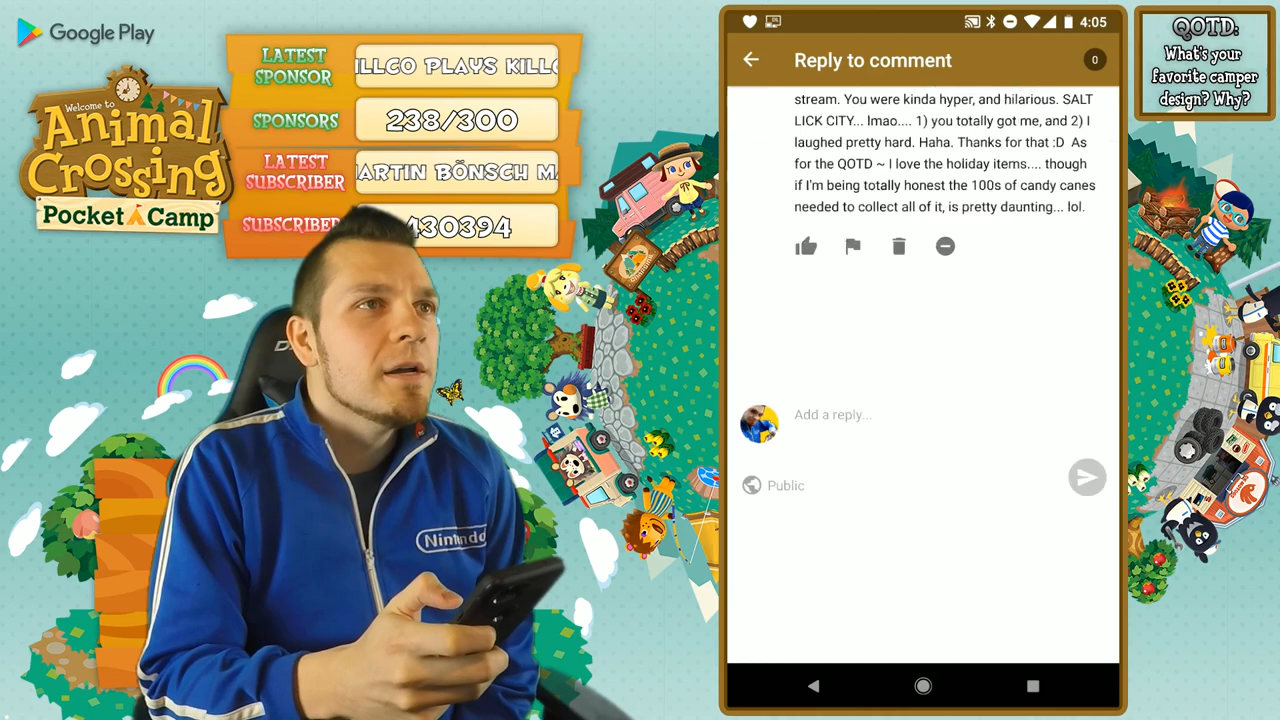 Google Play
Welcome to
Animal
Crossing
Pocket Camp
LATEST
SPONSOR
ILLGO PLAYS KILLG
SPONSORS
238/300
LATEST
SUBSCRIBER
ARTIN BÖNSCH M
SUBSCRIBER
430394
Nintendo
4:05
Reply to comment
0
stream. You were kinda hyper, and hilarious. SALT
LICK CITY... lmao.... 1) you totally got me, and 2) I
laughed pretty hard. Haha. Thanks for that :D As
for the QOTD ~ I love the holiday items.... though
if I'm being totally honest the 100s of candy canes
needed to collect all of it, is pretty daunting... lol.
Add a reply...
Public
QOTD:
What's your
favorite camper
design? Why?